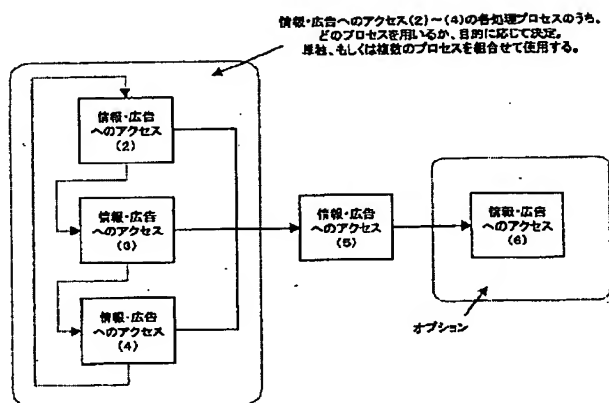 情報・広告へのアクセス(2)～(4)の各処理プロセスのうち、
どのプロセスを用いるか、目的に応じて決定。
単独、もしくは複数のプロセスを組合せて使用する。
情報・広告
へのアクセス
(2)
情報・広告
へのアクセス
(3)
情報・広告
へのアクセス
(4)
情報・広告
へのアクセス
(5)
情報・広告
へのアクセス
(6)
オプション